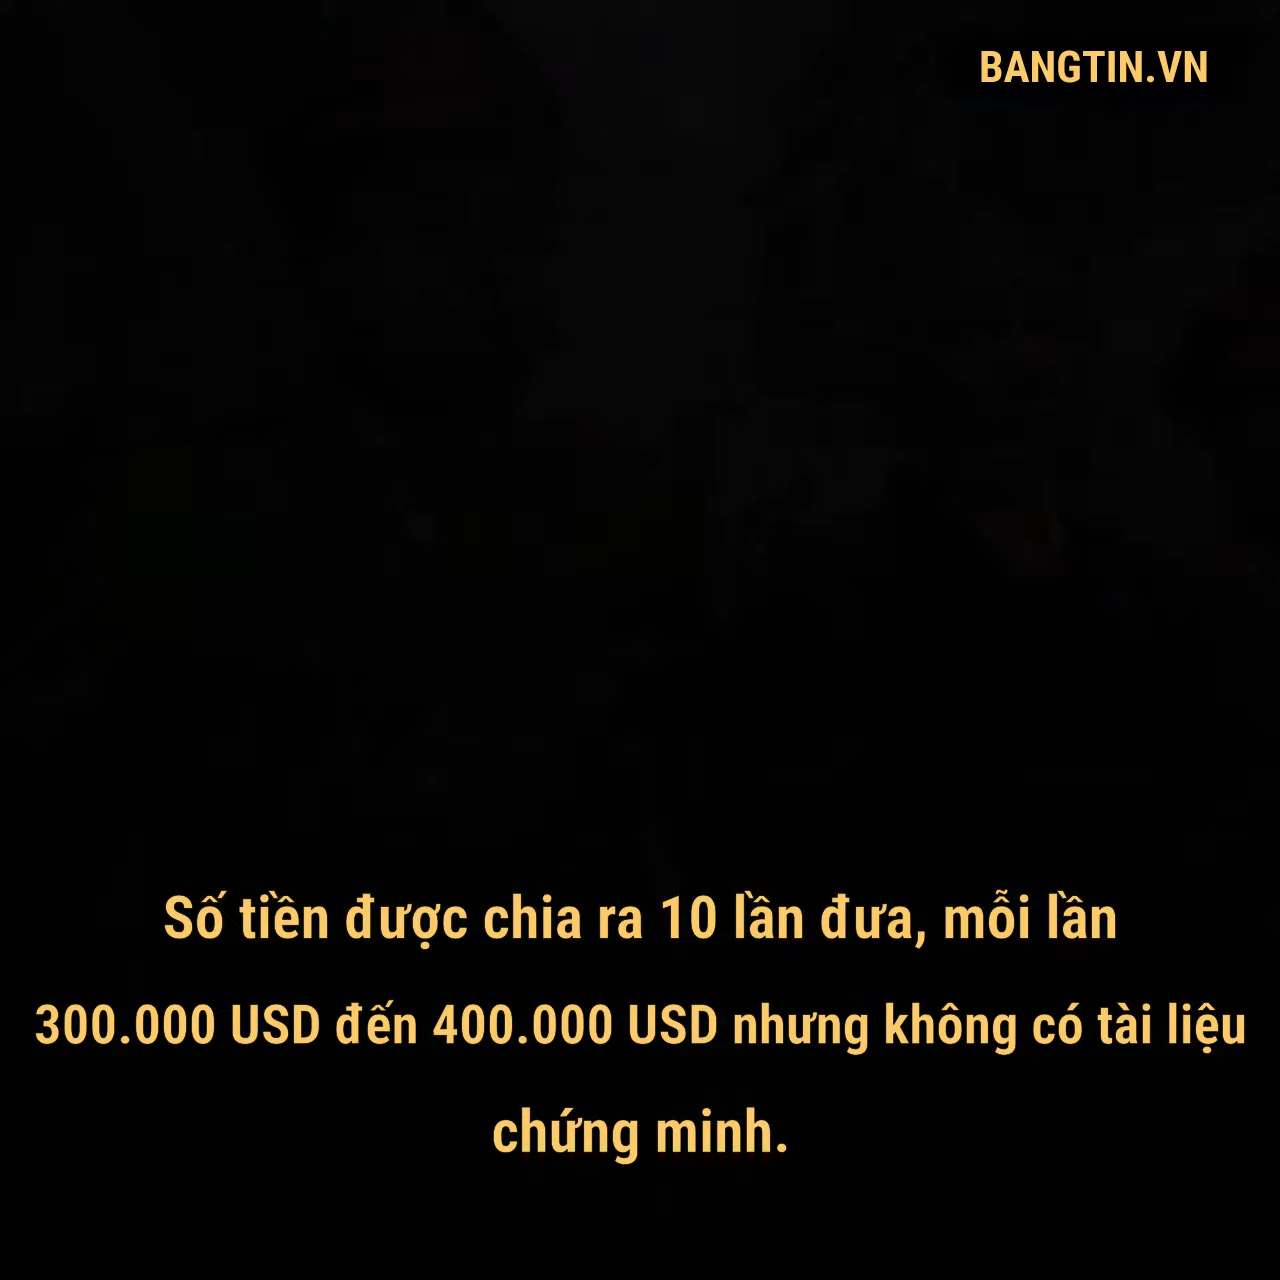 BANGTIN.VN
Số tiền được chia ra 10 lần đưa, mỗi lần
300.000 USD đến 400.000 USD nhưng không có tài liệu
chứng minh.